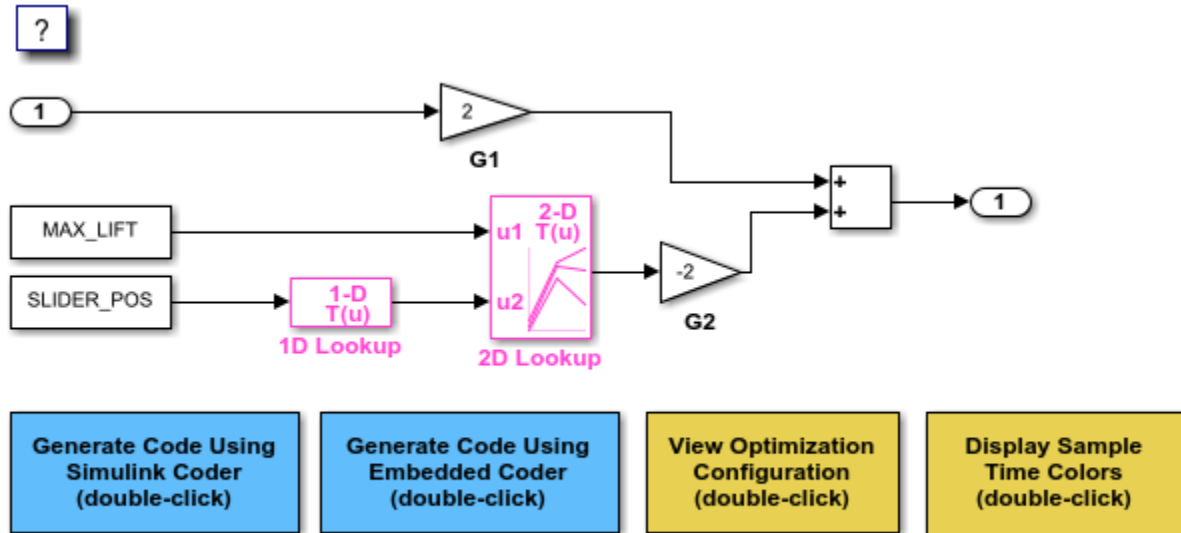 ?
1
2
G1
+
+
1
MAX_LIFT
u1
2-D
T(u)
SLIDER_POS
1-D
T(u)
1D Lookup
u2
2D Lookup
-2
G2
Generate Code Using
Simulink Coder
(double-click)
Generate Code Using
Embedded Coder
(double-click)
View Optimization
Configuration
(double-click)
Display Sample
Time Colors
(double-click)